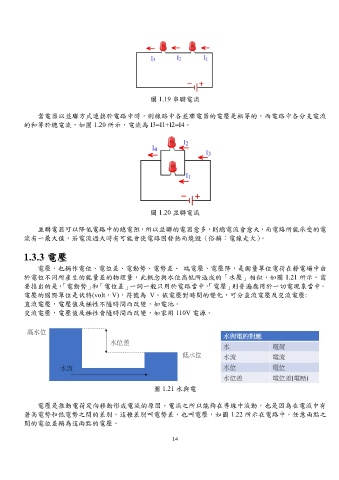 I3 I2 I1
圖 1.19 串聯電流
當電器以並聯方式連接於電路中時，則線路中各並聯電器的電壓是相等的，而電路中各分支電流
的和等於總電流，如圖 1.20 所示，電流為 I3=I1+I2=I4。
I2
I4
I3
I1
圖 1.20 並聯電流
並聯電器可以降低電路中的總電阻，所以並聯的電器愈多，則總電流會愈大，而電路所能承受的電
流有一最大值，若電流過大時有可能會使電路因發熱而燒毀（俗稱：電線走火）。
1.3.3 電壓
電壓，也稱作電位、電位差、電動勢、電勢差、端電壓、電壓降，是衡量單位電荷在靜電場中由
於電位不同所產生的能量差的物理量，此概念與水位高低所造成的「水壓」相似，如圖 1.21 所示。需
要指出的是，「電動勢」和「電位差」一詞一般只用於電路當中，「電壓」則普遍應用於一切電現象當中。
電壓的國際單位是伏特(volt，V)，符號為 V。依電壓對時間的變化，可分直流電壓及交流電壓：
直流電壓，電壓值及極性不隨時間而改變，如電池。
交流電壓，電壓值及極性會隨時間而改變，如家用 110V 電源。
高水位
水位差
低水位
水流
水與電的對應
水 電荷
水流 電流
水位 電位
水位差 電位差(電壓)
圖 1.21 水與電
電壓是推動電荷定向移動形成電流的原因，電流之所以能夠在導線中流動，也是因為在電流中有
著高電勢和低電勢之間的差別。這種差別叫電勢差，也叫電壓，如圖 1.22 所示在電路中，任意兩點之
間的電位差稱為這兩點的電壓。
14